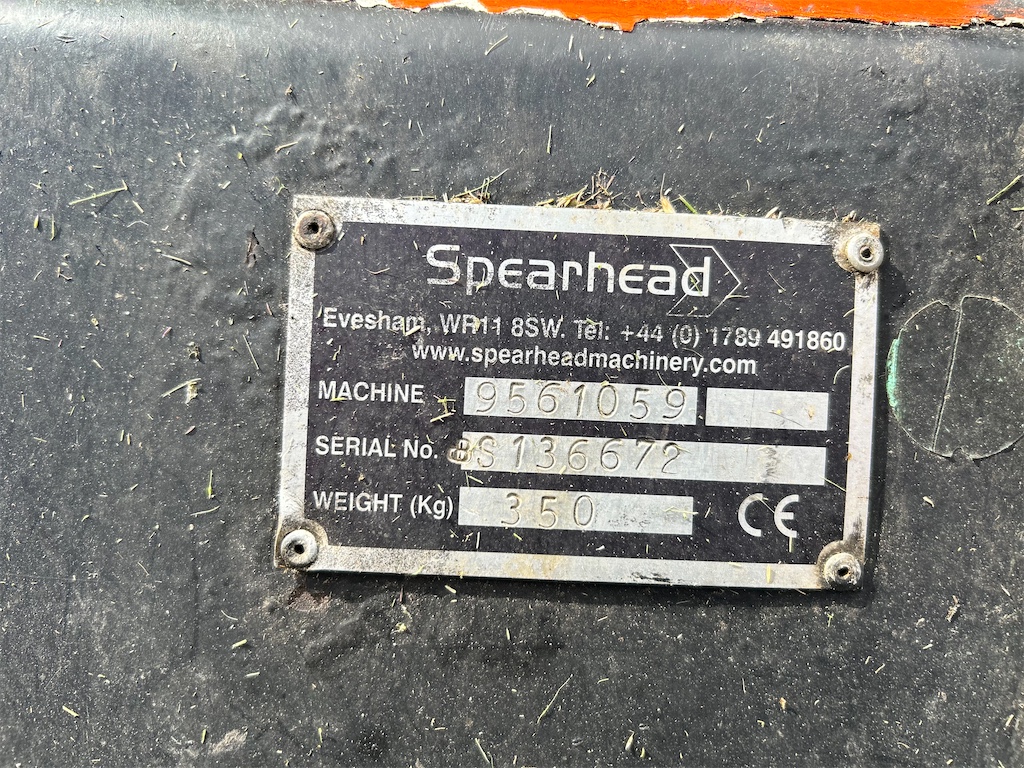 Spearhead
Evesham, WR11 8SW. Tel: +44 (0) 1789 491860
www.spearheadmachinery.com
MACHINE 9561059
SERIAL No. BS136672
WEIGHT (Kg) 350
CE